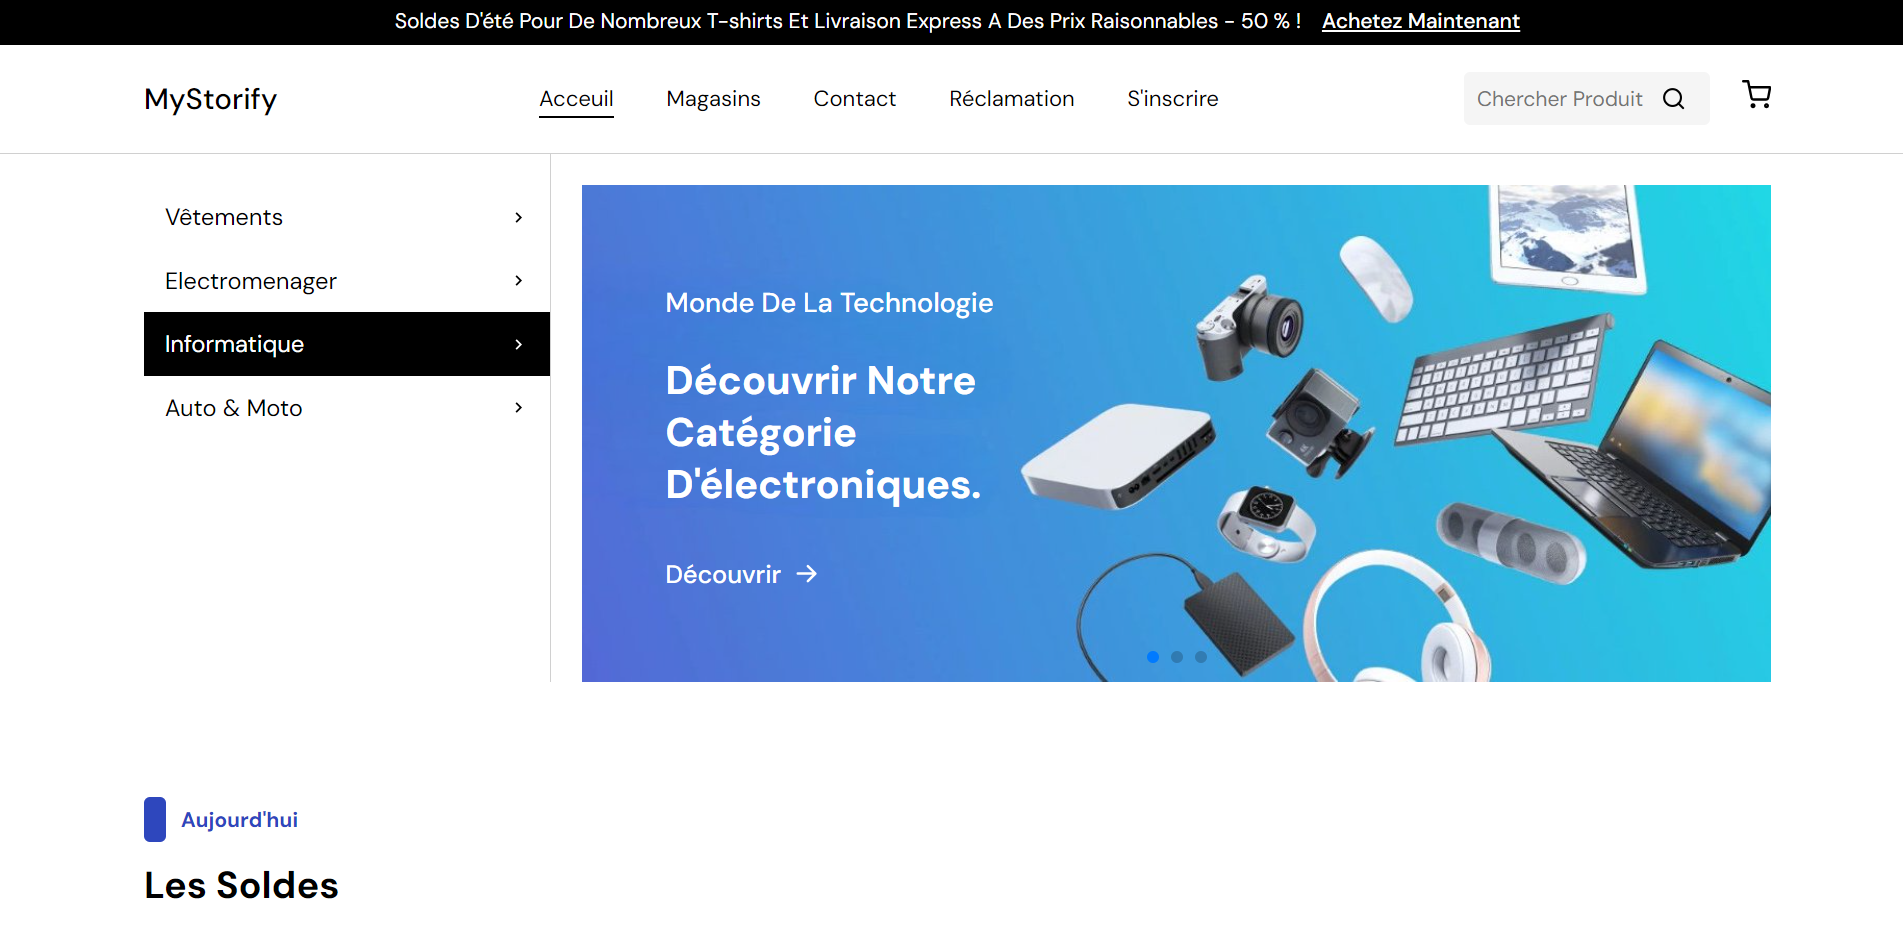 Soldes D'été Pour De Nombreux T-shirts Et Livraison Express A Des Prix Raisonnables - 50 % ! Achetez Maintenant
MyStorify
Acceuil
Magasins
Contact
Réclamation
S'inscrire
Chercher Produit
Vêtements
Electromenager
Informatique
Auto & Moto
Monde De La Technologie
Découvrir Notre
Catégorie
D'électroniques.
Découvrir
Aujourd'hui
Les Soldes